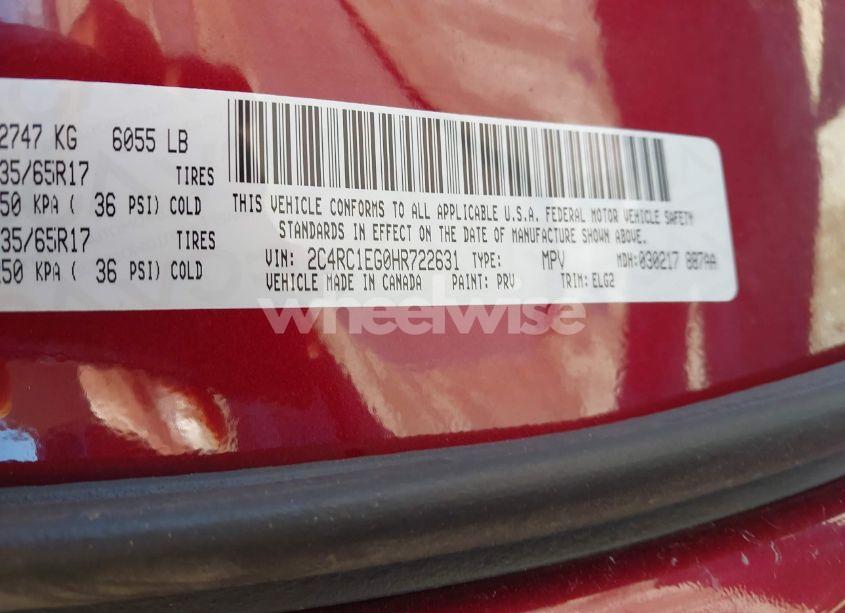 2747 KG 6055 LB
35/65R17 TIRES
50 KPA ( 36 PSI) COLD
35/65R17 TIRES
50 KPA ( 36 PSI) COLD
THIS VEHICLE CONFORMS TO ALL APPLICABLE U.S.A. FEDERAL MOTOR VEHICLE SAFETY
STANDARDS IN EFFECT ON THE DATE OF MANUFACTURE SHOWN ABOVE.
VIN: 2C4RC1EG0HR722631 TYPE: MPV MDH: 030217 887AA
VEHICLE MADE IN CANADA PAINT: PRV TRIM: ELG2
wheelwise